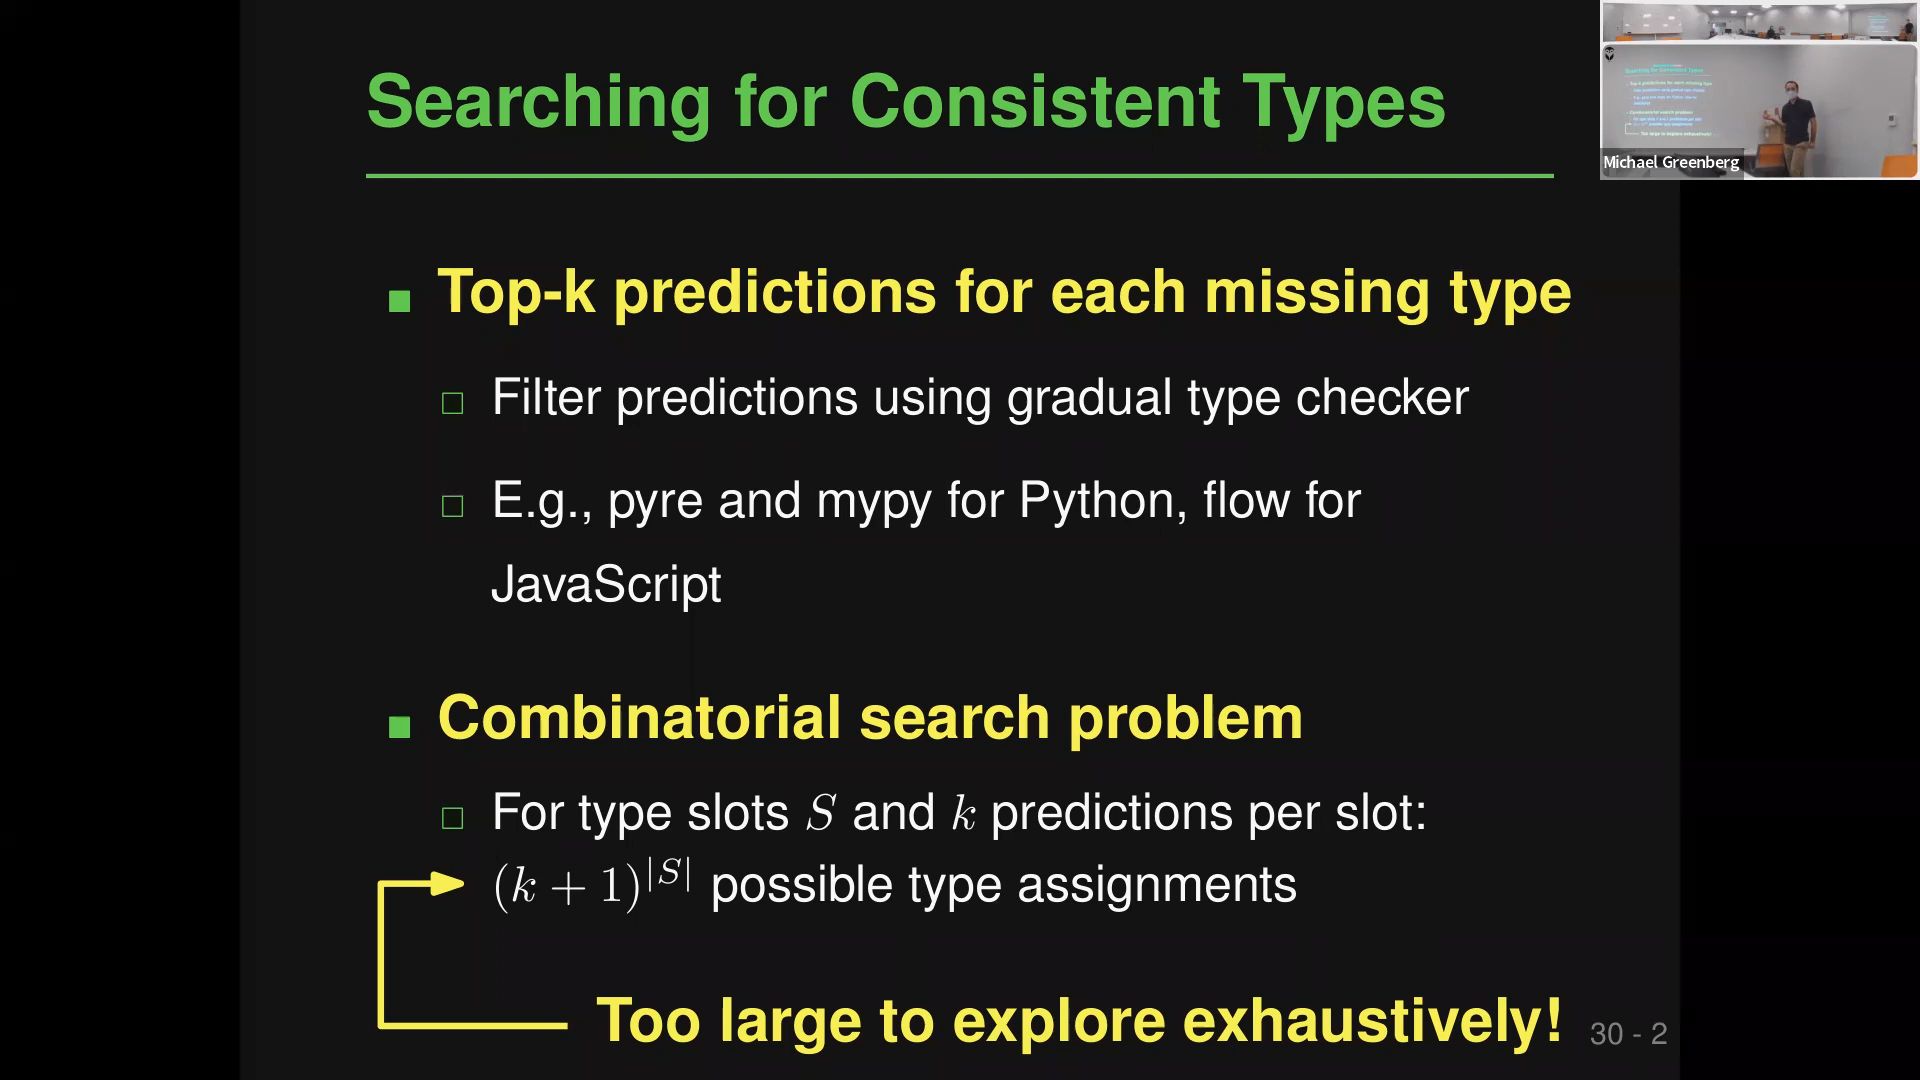 Searching for Consistent Types
Michael Greenberg
Top-k predictions for each missing type
Filter predictions using gradual type checker
E.g., pyre and mypy for Python, flow for
JavaScript
Combinatorial search problem
For type slots S and k predictions per slot:
(k + 1)^|S| possible type assignments
Too large to explore exhaustively!
30 - 2